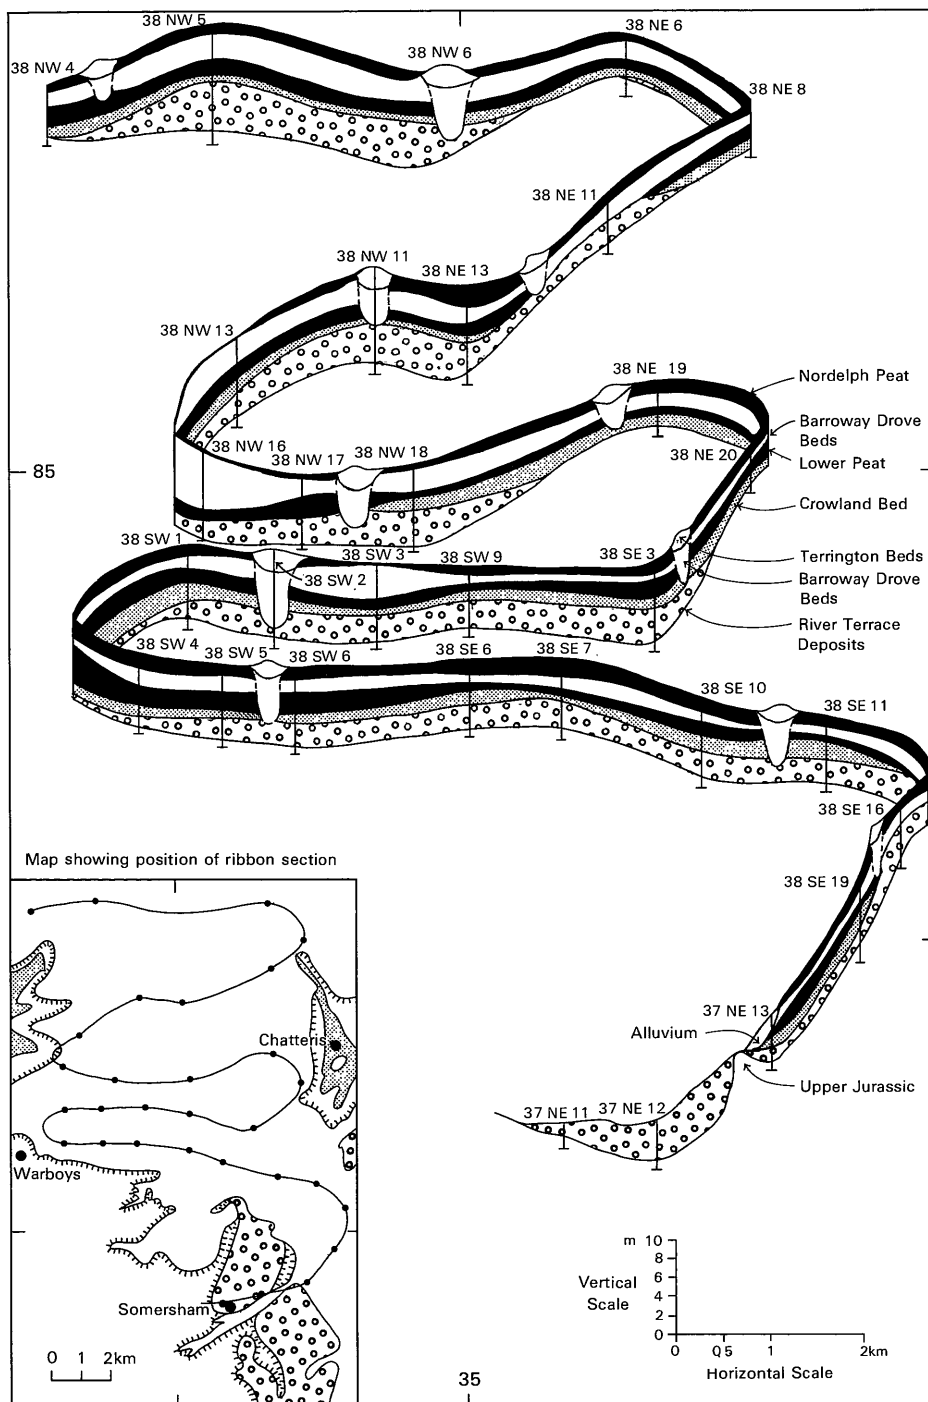 38 NW 5
38 NW 4
38 NW 6
38 NE 6
38 NE 8
38 NE 11
38 NW 11
38 NE 13
38 NW 13
38 NE 19
Nordelph Peat
Barroway Drove
Beds
38 NW 16
38 NW 17
38 NW 18
38 NE 20
Lower Peat
85
Crowland Bed
38 SW 1
38 SW 2
38 SW 3
38 SW 9
38 SE 3
Terrington Beds
Barroway Drove
Beds
River Terrace
Deposits
38 SW 4
38 SW 5
38 SW 6
38 SE 6
38 SE 7
38 SE 10
38 SE 11
38 SE 16
38 SE 19
37 NE 13
Alluvium
Upper Jurassic
37 NE 11
37 NE 12
Map showing position of ribbon section
Chatteris
Warboys
Somersham
0 1 2km
35
m 10
8
6
4
2
0
Vertical
Scale
0 0.5 1 2km
Horizontal Scale